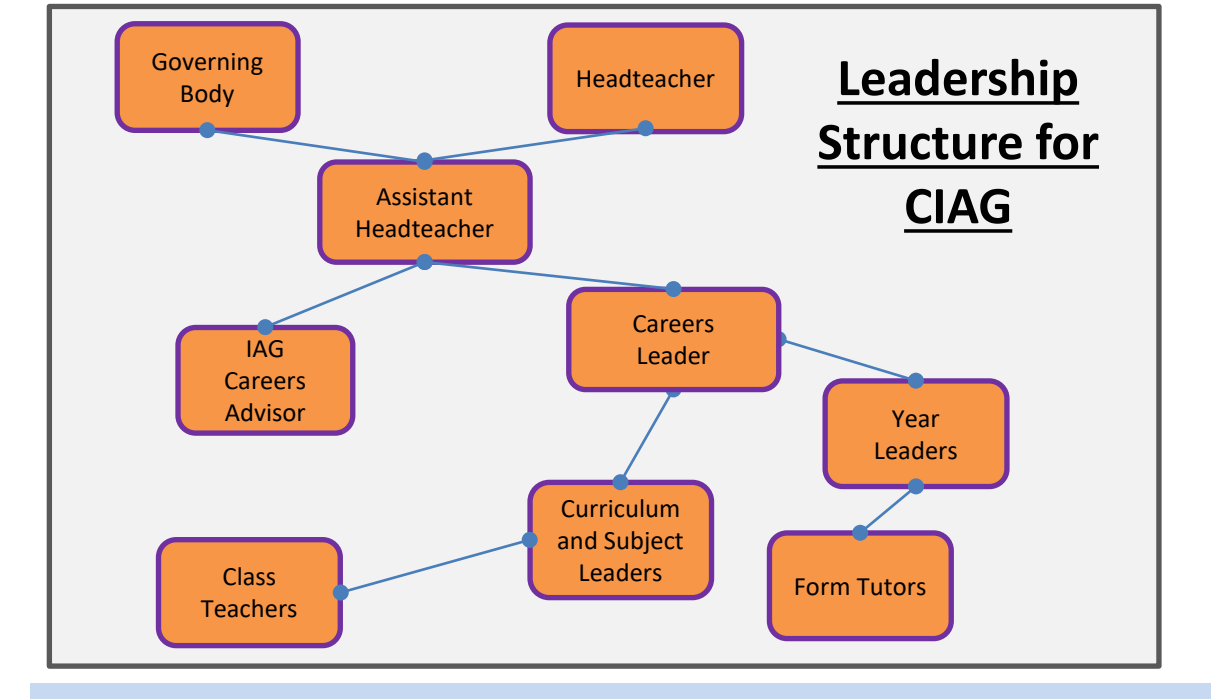 Governing
Body
Headteacher
Leadership
Structure for
CIAG
Assistant
Headteacher
Careers
Leader
IAG
Careers
Advisor
Year
Leaders
Curriculum
and Subject
Leaders
Class
Teachers
Form Tutors